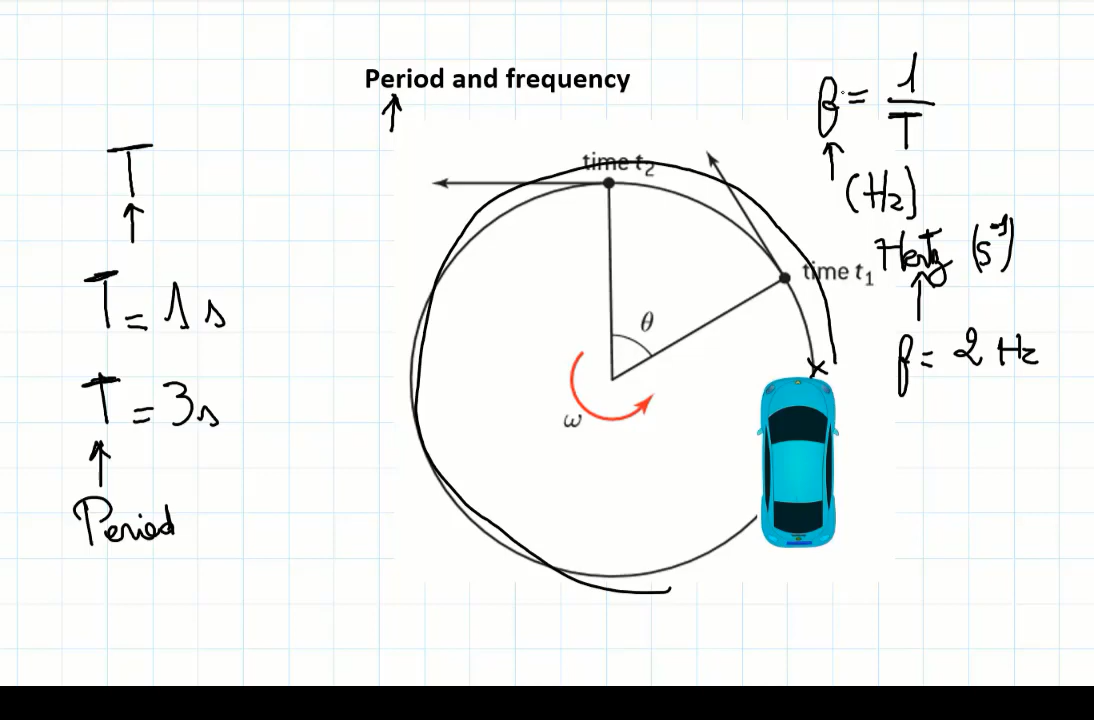 Period and frequency
f = 1/T
(Hz)
Hertz (s⁻¹)
f = 2 Hz
T
T = 1 s
T = 3 s
Period
time t₂
time t₁
θ
ω